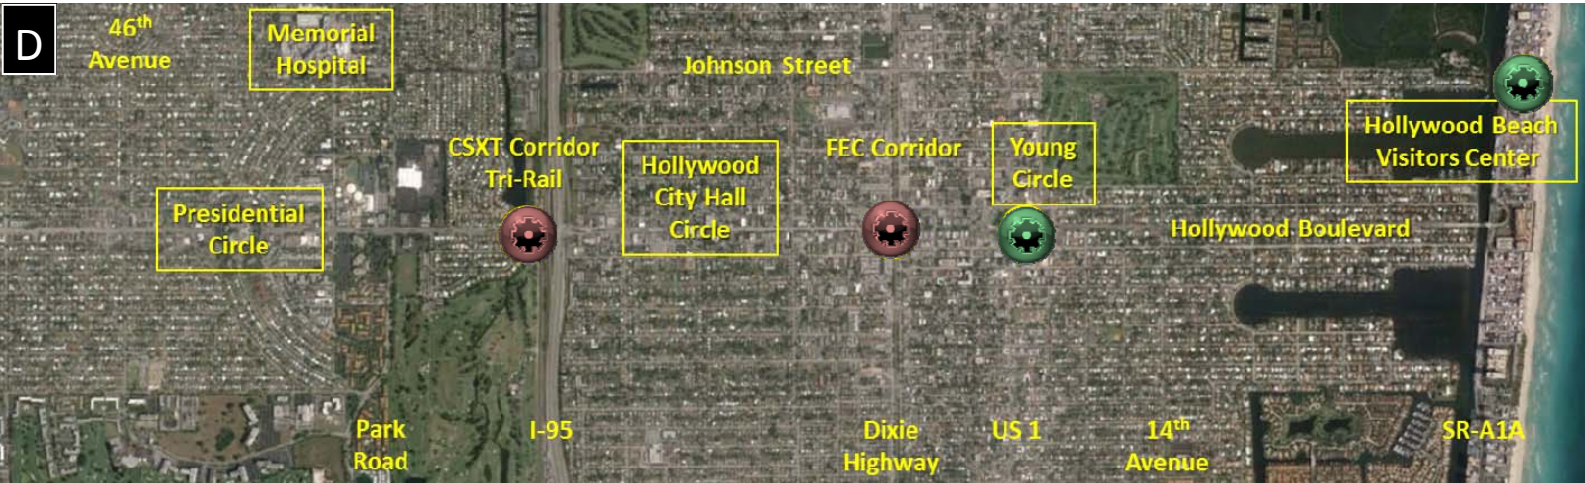 D
46th
Avenue
Memorial
Hospital
Johnson Street
CSXT Corridor
Tri-Rail
Hollywood
City Hall
Circle
FEC Corridor
Young
Circle
Hollywood Beach
Visitors Center
Presidential
Circle
Hollywood Boulevard
Park
Road
I-95
Dixie
Highway
US 1
14th
Avenue
SR-A1A